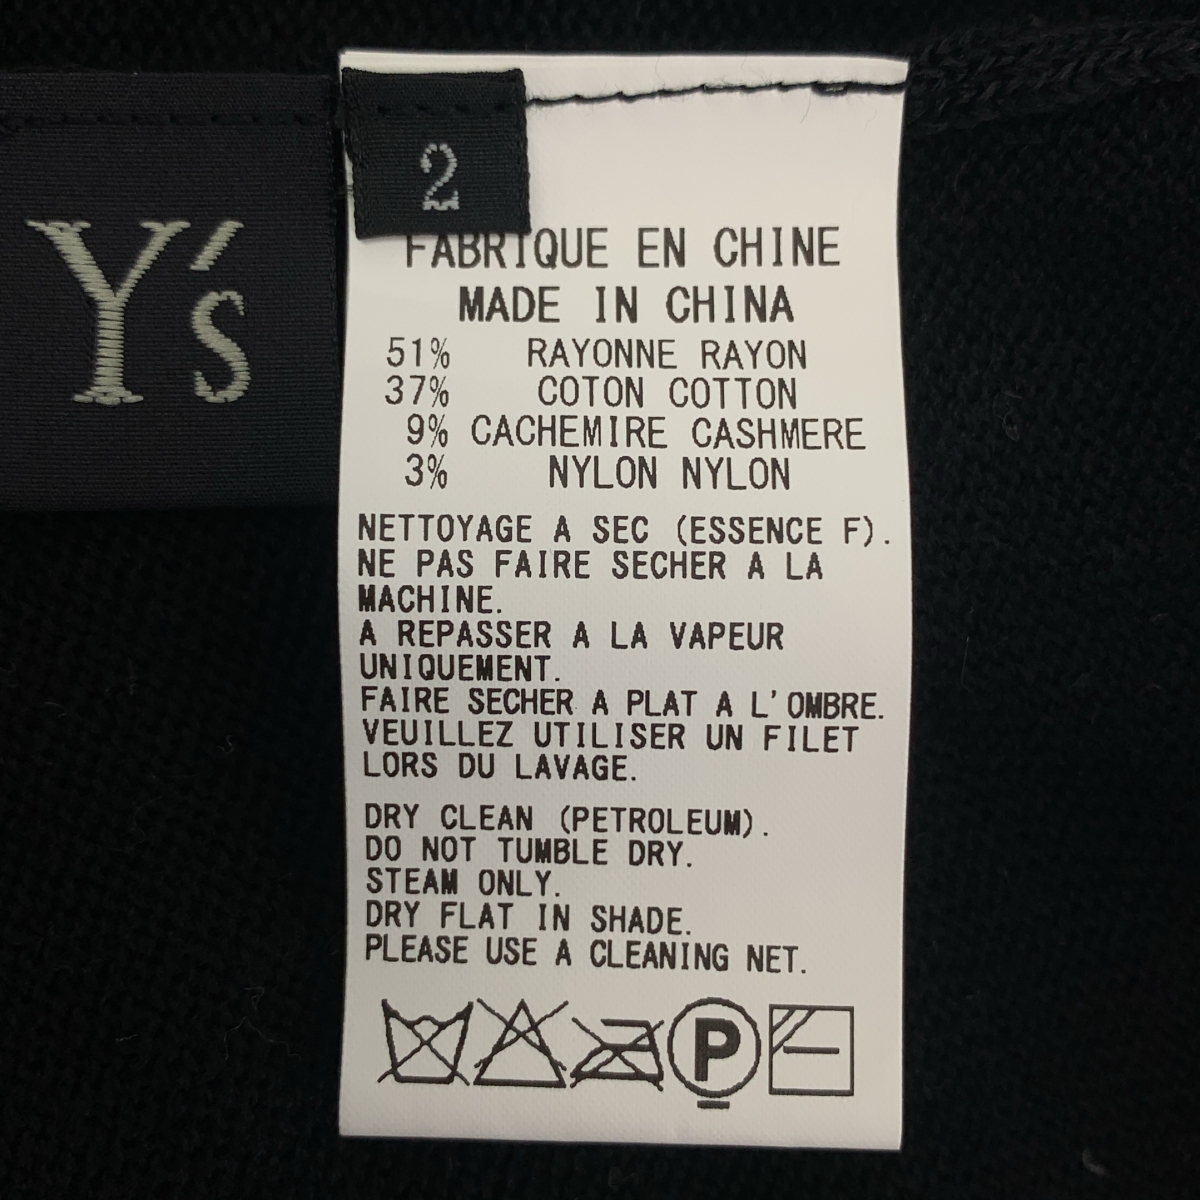 Y's
2
FABRIQUE EN CHINE
MADE IN CHINA
51% RAYONNE RAYON
37% COTON COTTON
9% CACHEMIRE CASHMERE
3% NYLON NYLON
NETTOYAGE A SEC (ESSENCE F).
NE PAS FAIRE SECHER A LA
MACHINE.
A REPASSER A LA VAPEUR
UNIQUEMENT.
FAIRE SECHER A PLAT A L'OMBRE.
VEUILLEZ UTILISER UN FILET
LORS DU LAVAGE.
DRY CLEAN (PETROLEUM).
DO NOT TUMBLE DRY.
STEAM ONLY.
DRY FLAT IN SHADE.
PLEASE USE A CLEANING NET.
P